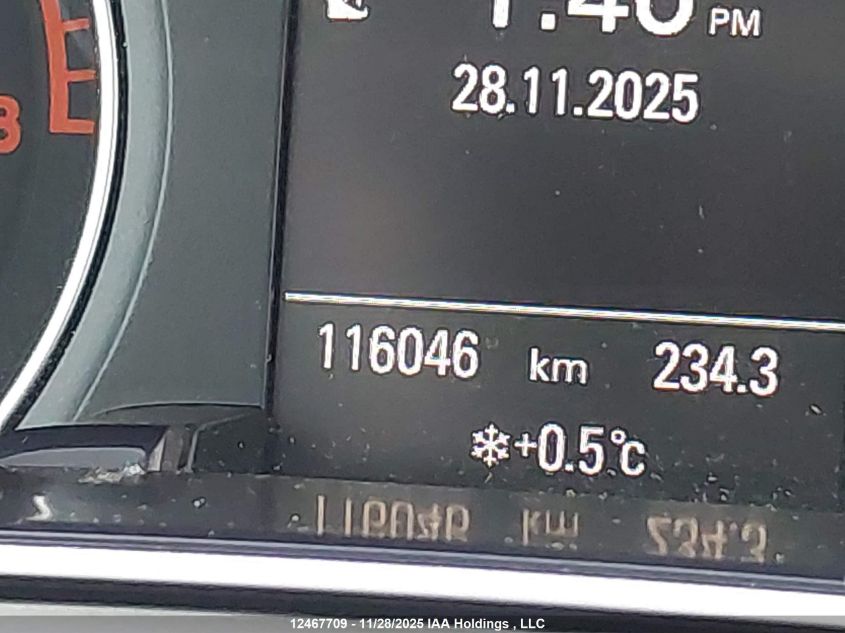 PM
28.11.2025
116046 km 234.3
+0.5°C
12467709 - 11/28/2025 IAA Holdings , LLC